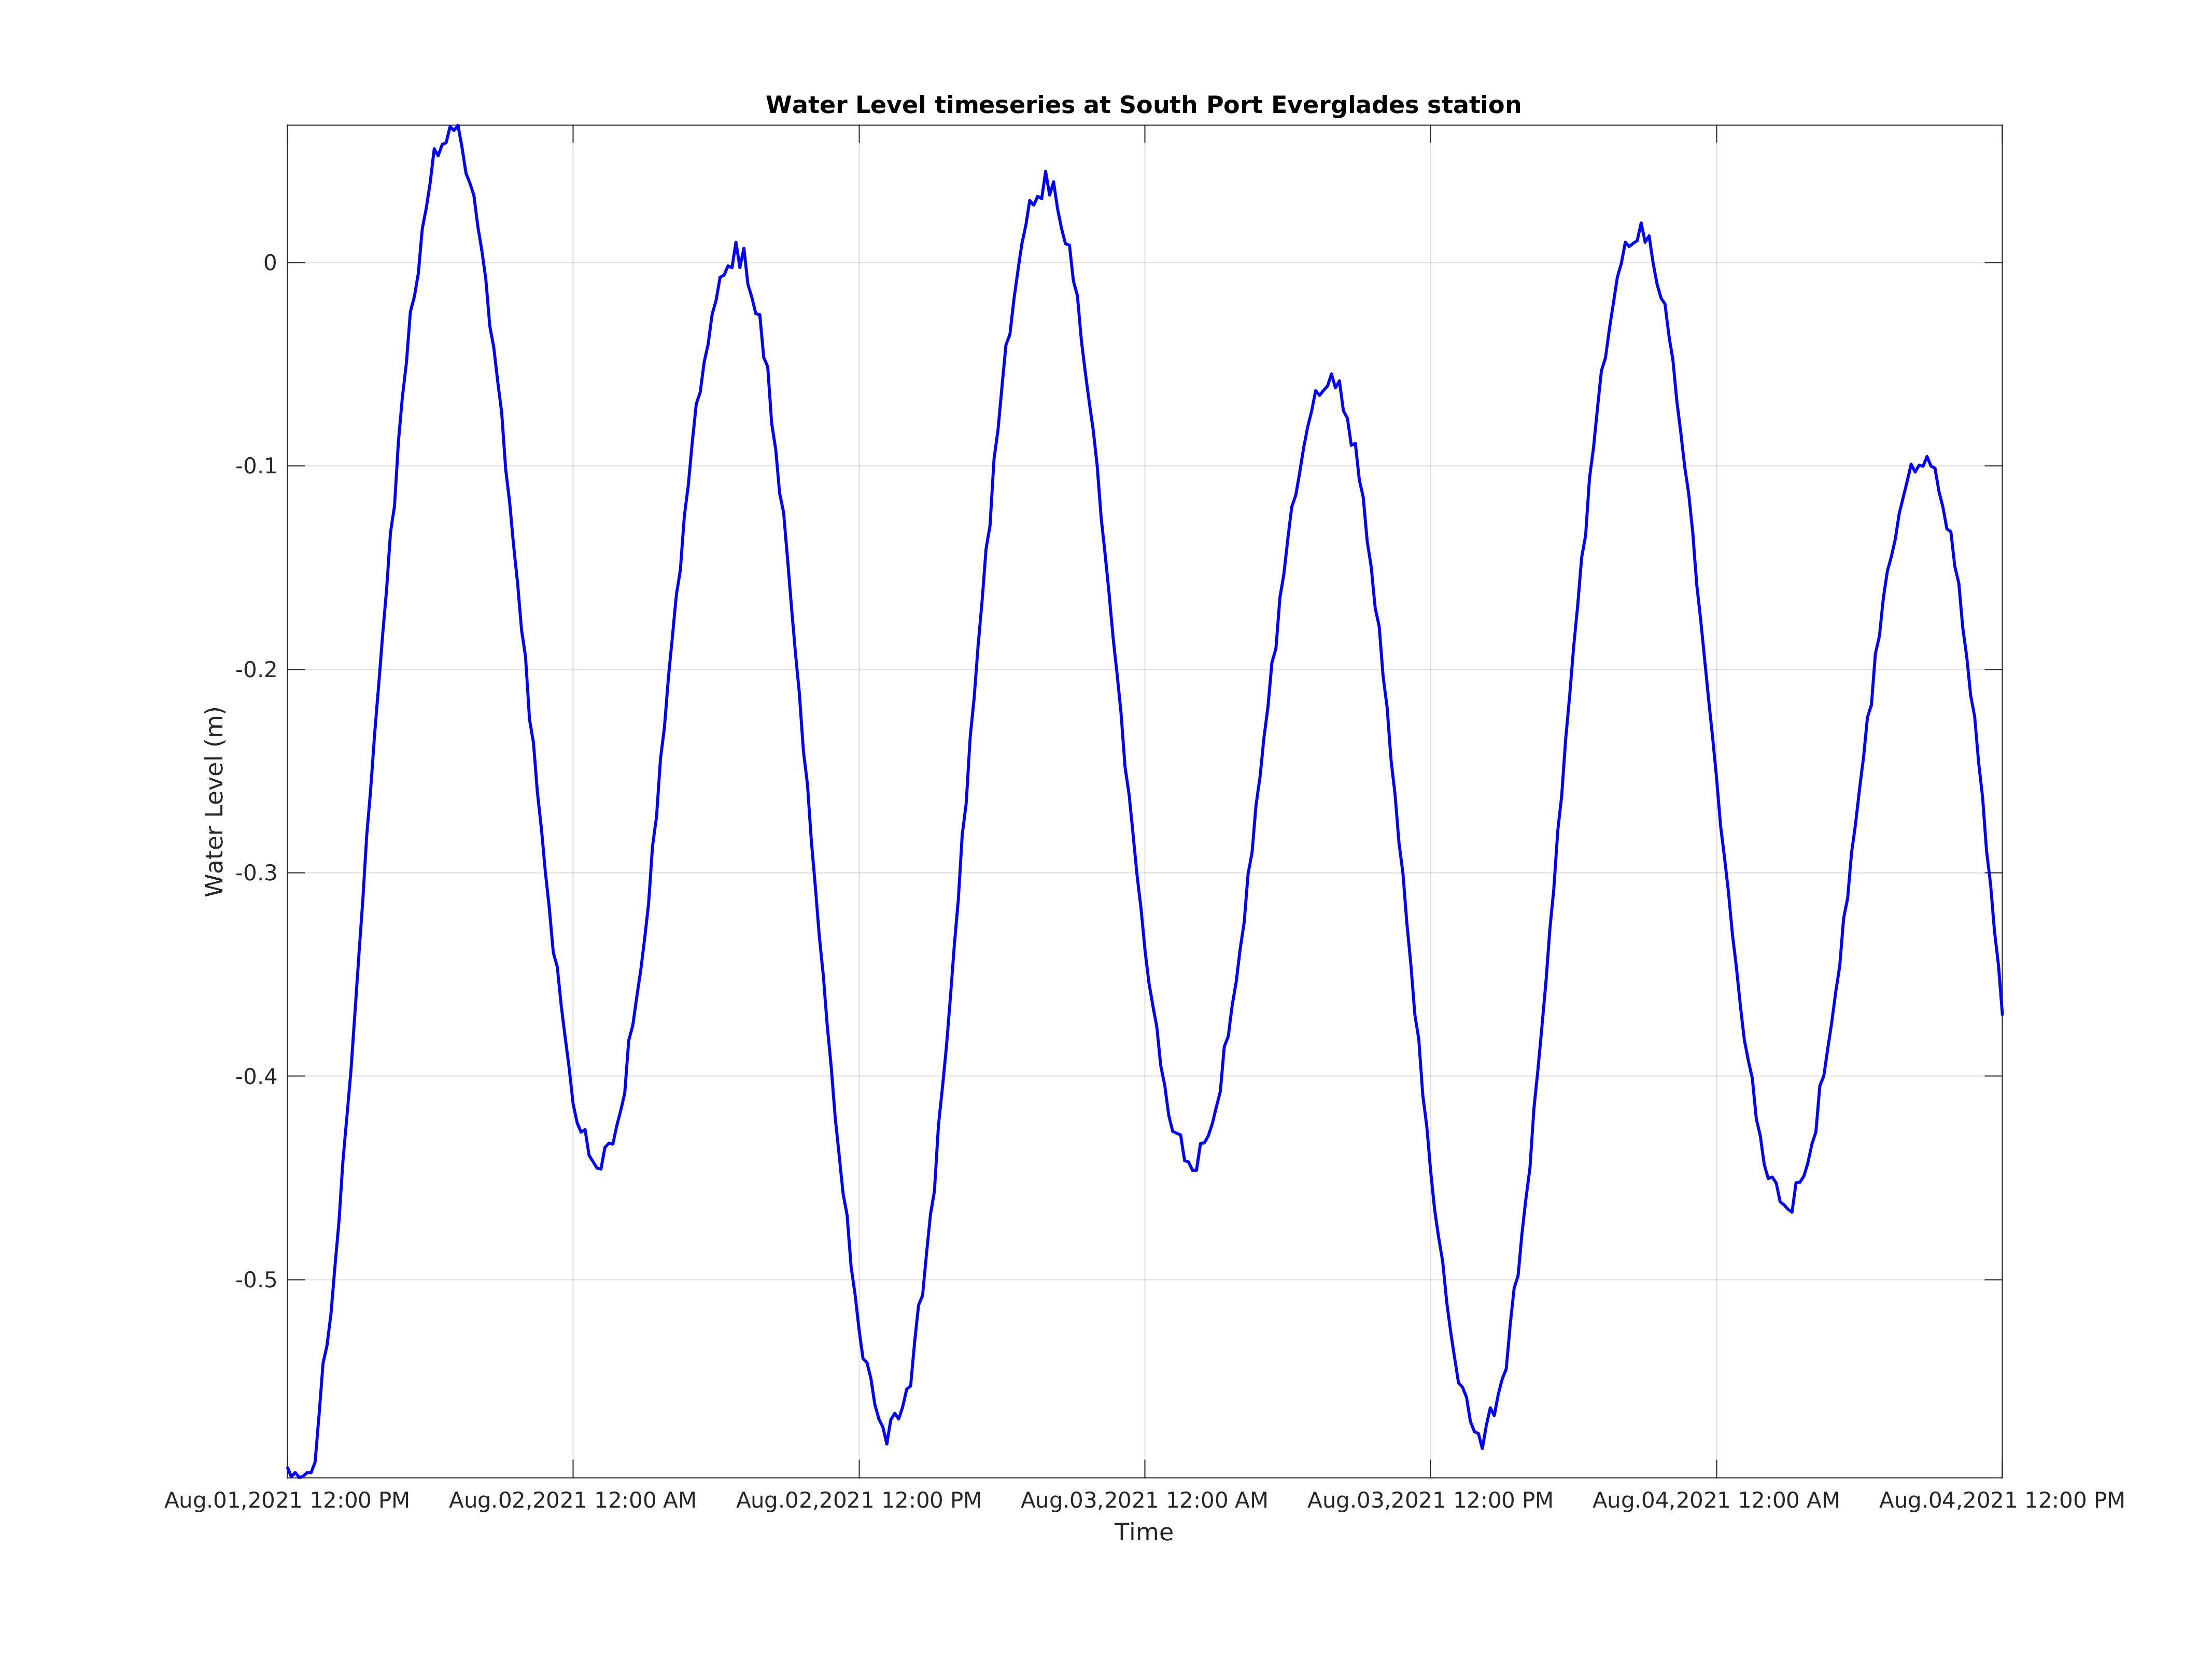 Water Level timeseries at South Port Everglades station
0
-0.1
-0.2
-0.3
-0.4
-0.5
Water Level (m)
Aug.01,2021 12:00 PM
Aug.02,2021 12:00 AM
Aug.02,2021 12:00 PM
Aug.03,2021 12:00 AM
Aug.03,2021 12:00 PM
Aug.04,2021 12:00 AM
Aug.04,2021 12:00 PM
Time